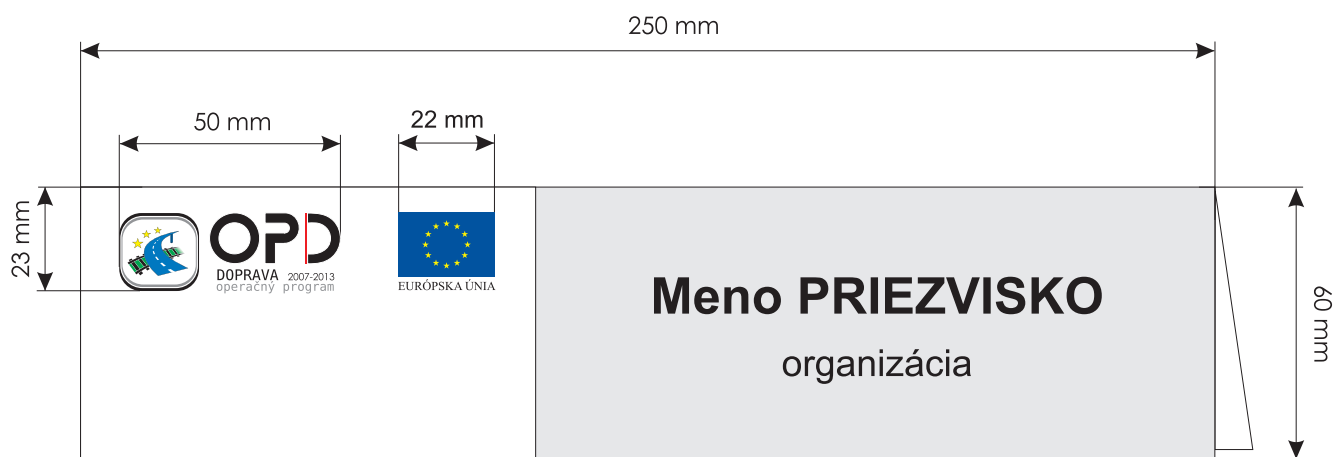 250 mm
50 mm
22 mm
23 mm
OPD
DOPRAVA 2007-2013
operačný program
EURÓPSKA ÚNIA
Meno PRIEZVISKO
organizácia
60 mm